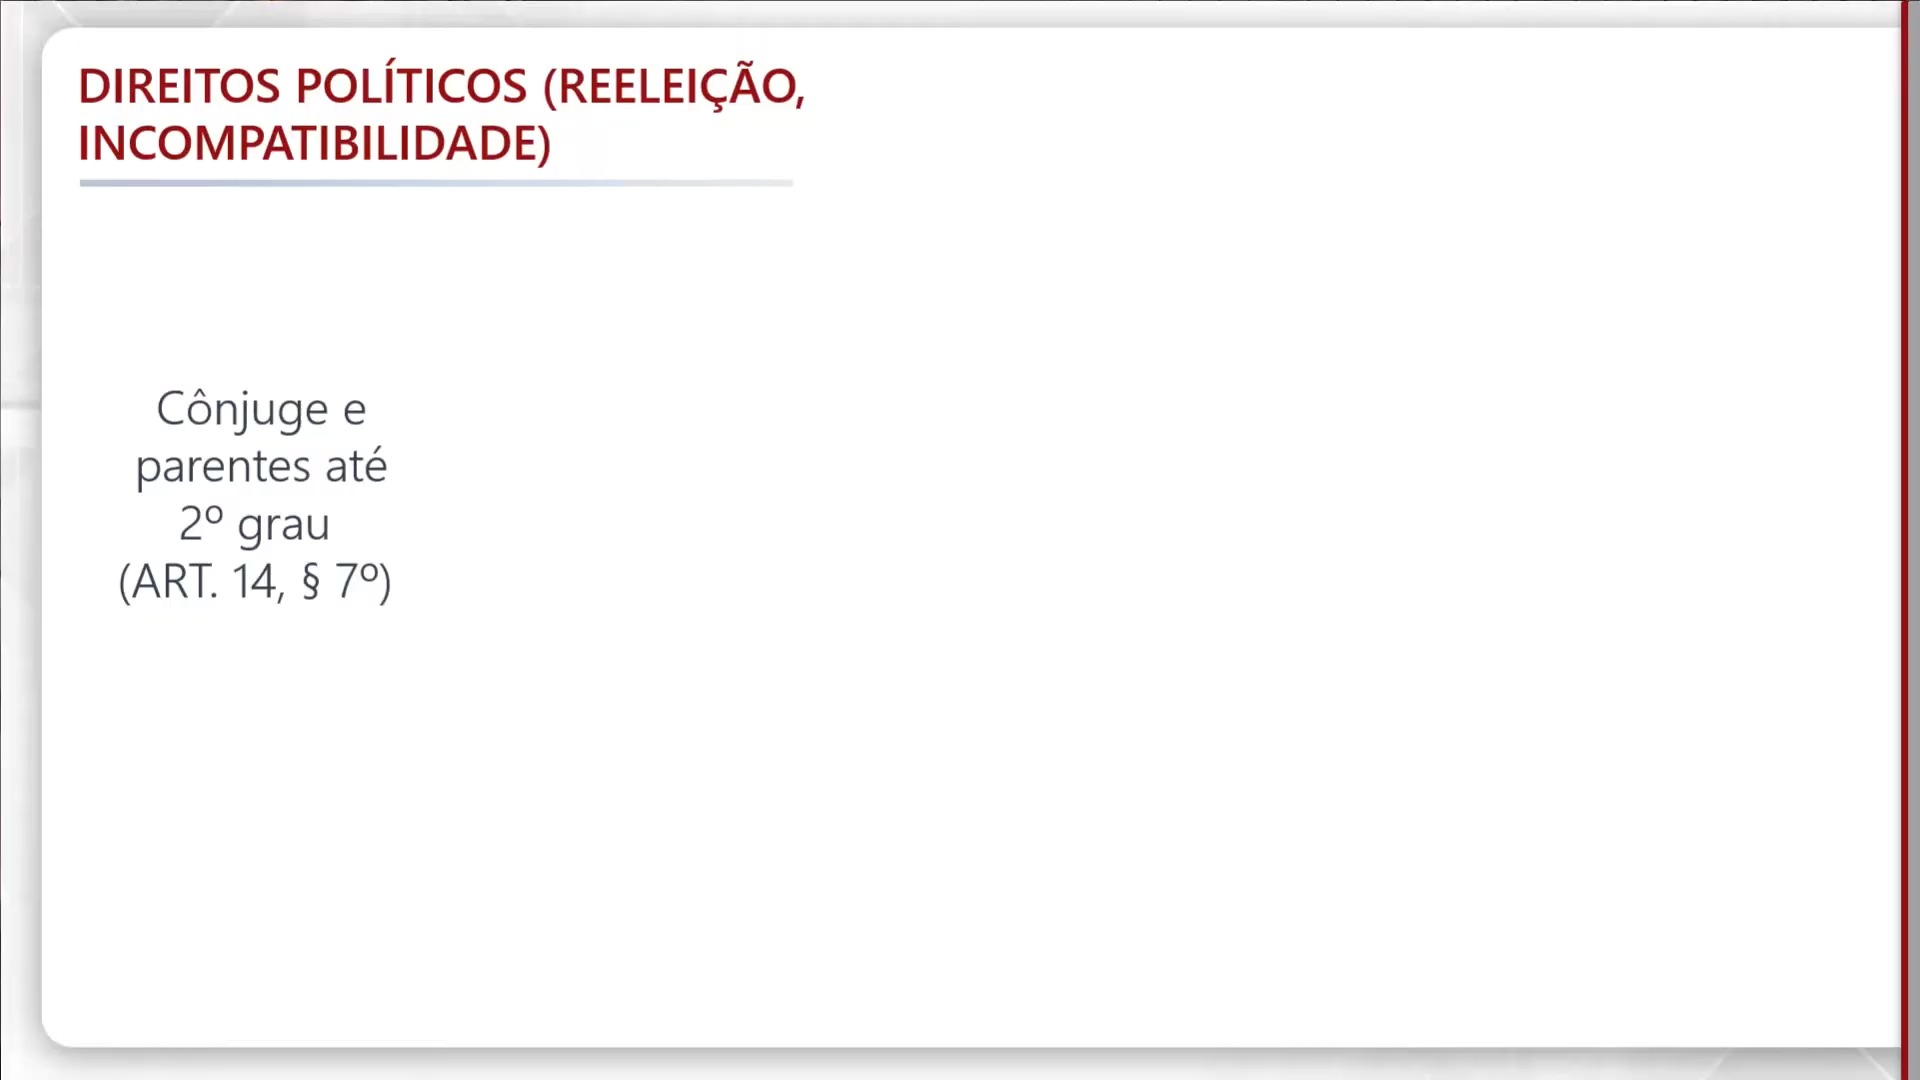 DIREITOS POLÍTICOS (REELEIÇÃO,
INCOMPATIBILIDADE)
Cônjuge e
parentes até
2º grau
(ART. 14, § 7º)